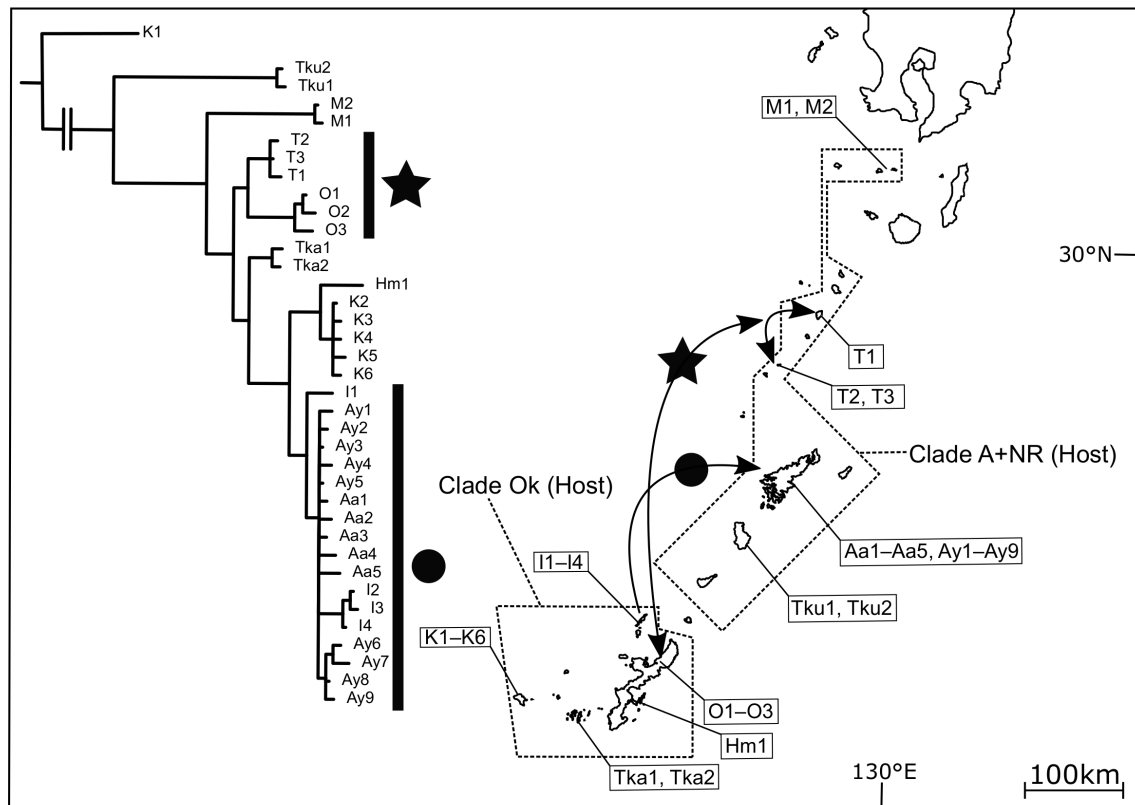 K1
Tku2
Tku1
M2
M1
T2
T3
T1
O1
O2
O3
Tka1
Tka2
Hm1
K2
K3
K4
K5
K6
I1
Ay1
Ay2
Ay3
Ay4
Ay5
Aa1
Aa2
Aa3
Aa4
Aa5
I2
I3
I4
Ay6
Ay7
Ay8
Ay9
M1, M2
30°N
T1
T2, T3
Clade A+NR (Host)
Clade Ok (Host)
Aa1–Aa5, Ay1–Ay9
I1–I4
Tku1, Tku2
K1–K6
O1–O3
Hm1
Tka1, Tka2
130°E
100km